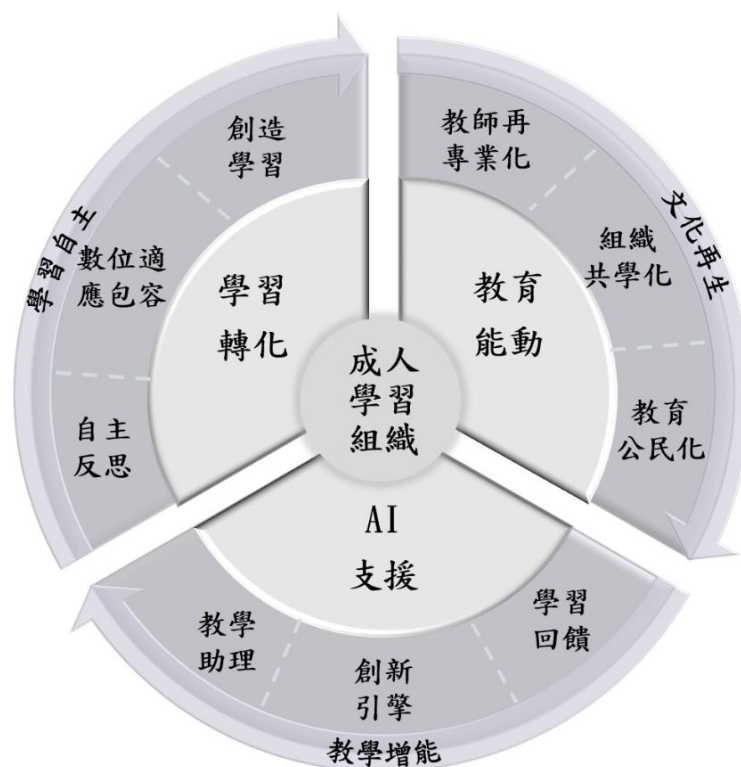 創造
學習
數位適
應包容
自主
反思
學習自主
學習
轉化
教師再
專業化
組織
共學化
教育
公民化
文化再生
教育
能動
成人
學習
組織
AI
支援
教學
助理
創新
引擎
學習
回饋
教學增能